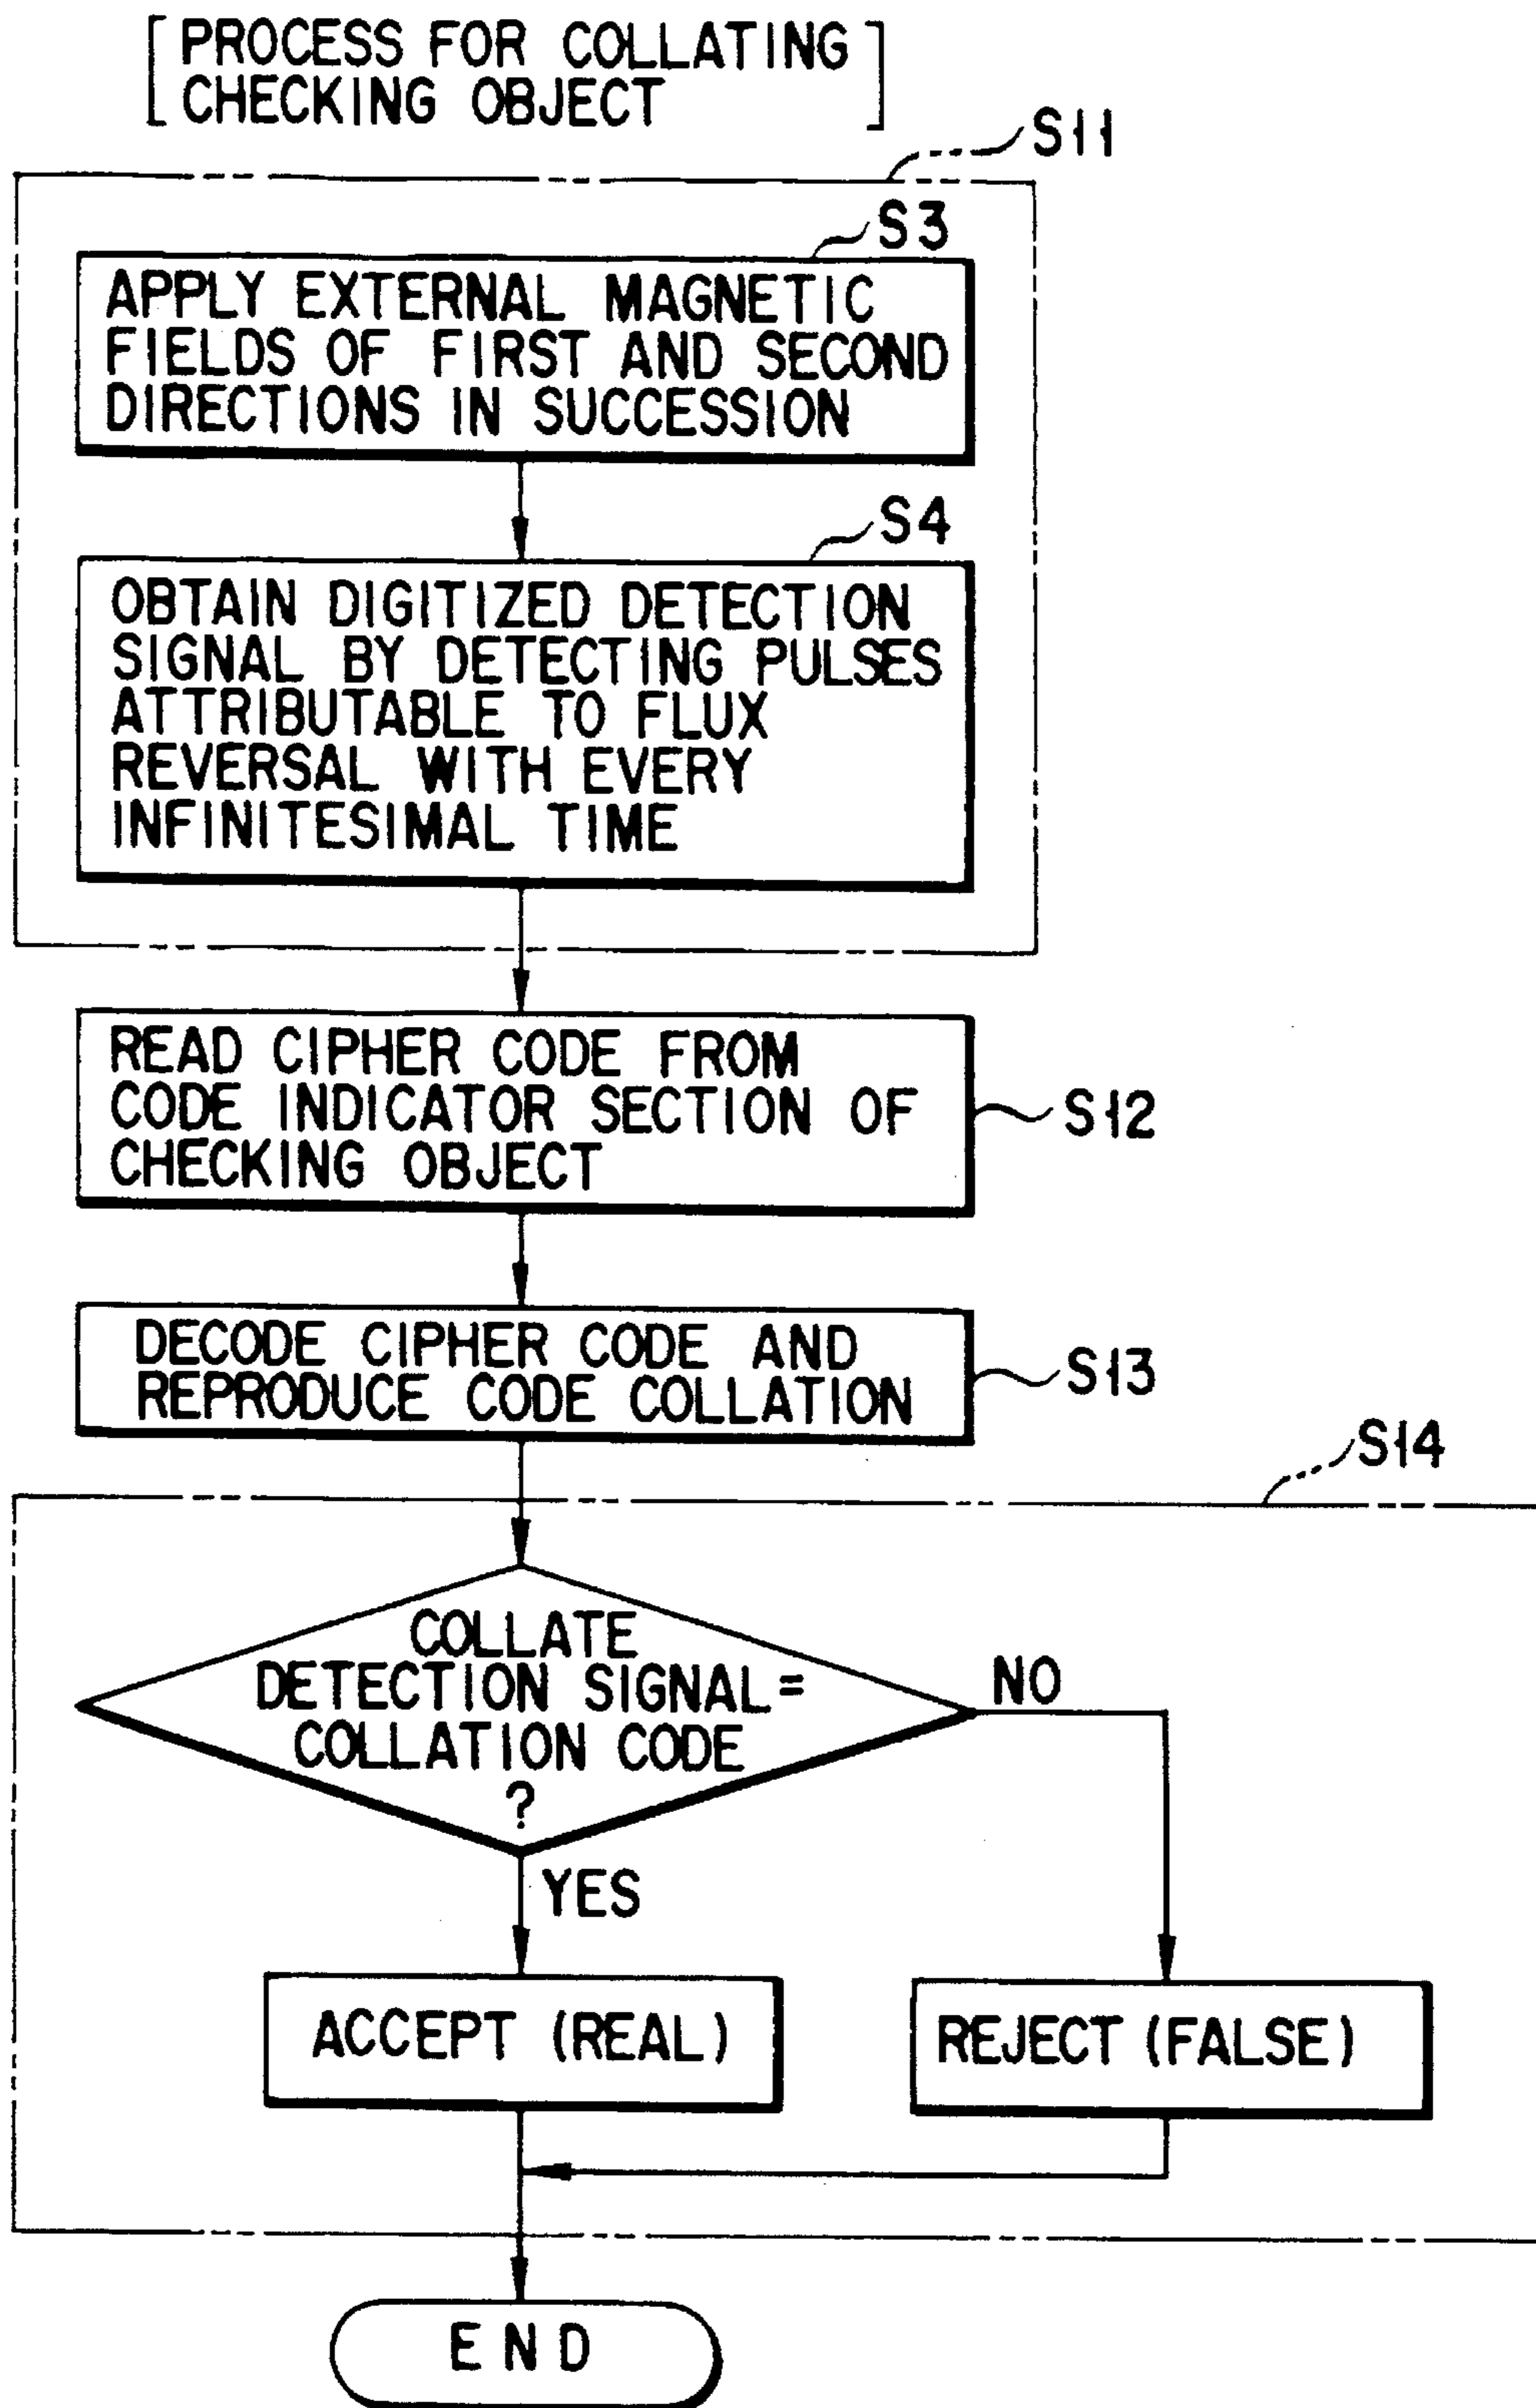 [ PROCESS FOR COLLATING
CHECKING OBJECT ]
S11
S3
APPLY EXTERNAL MAGNETIC
FIELDS OF FIRST AND SECOND
DIRECTIONS IN SUCCESSION
S4
OBTAIN DIGITIZED DETECTION
SIGNAL BY DETECTING PULSES
ATTRIBUTABLE TO FLUX
REVERSAL WITH EVERY
INFINITESIMAL TIME
READ CIPHER CODE FROM
CODE INDICATOR SECTION OF
CHECKING OBJECT
S12
DECODE CIPHER CODE AND
REPRODUCE CODE COLLATION
S13
S14
COLLATE
DETECTION SIGNAL=
COLLATION CODE
?
NO
YES
ACCEPT (REAL)
REJECT (FALSE)
END